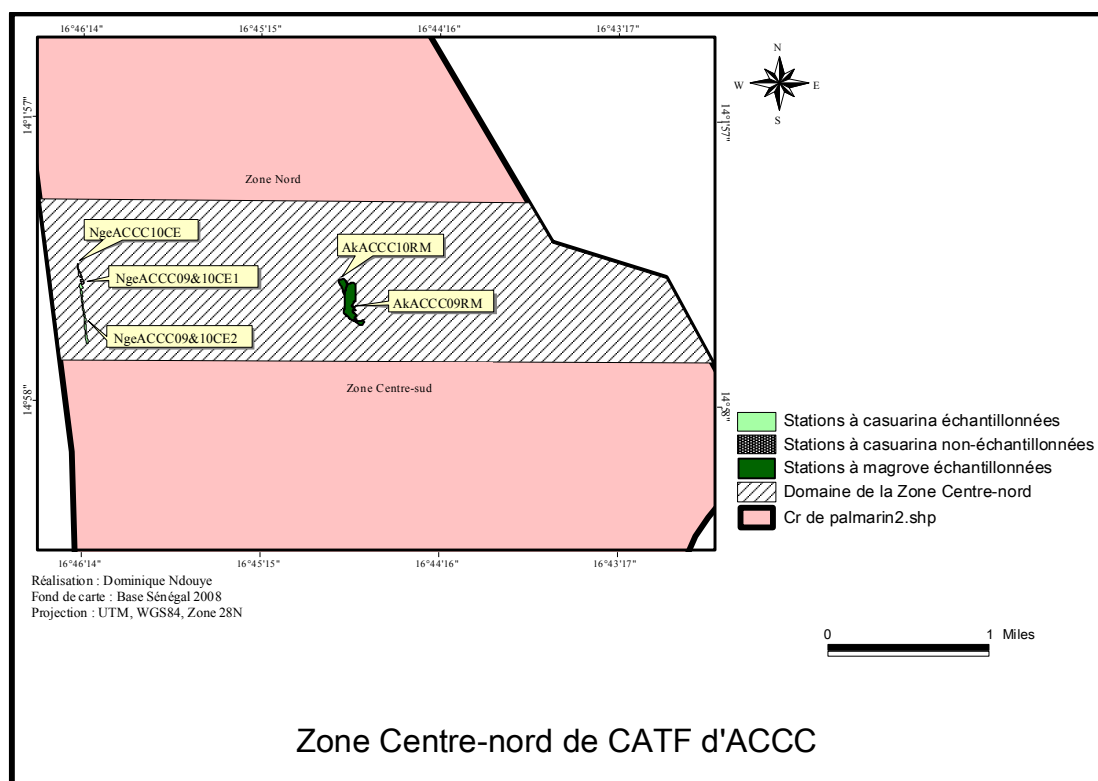 16°46'14" 16°45'15" 16°44'16" 16°43'17"
N
W E
S
14°1'57" 14°1'57"
Zone Nord
NgeACCC10CE
AkACCC10RM
NgeACCC09&10CE1
AkACCC09RM
NgeACCC09&10CE2
Zone Centre-sud
14°58" 14°58"
Stations à casuarina échantillonnées
Stations à casuarina non-échantillonnées
Stations à magrove échantillonnées
Domaine de la Zone Centre-nord
Cr de palmarin2.shp
16°46'14" 16°45'15" 16°44'16" 16°43'17"
Réalisation : Dominique Ndouye
Fond de carte : Base Sénégal 2008
Projection : UTM, WGS84, Zone 28N
0 1 Miles
Zone Centre-nord de CATF d'ACCC